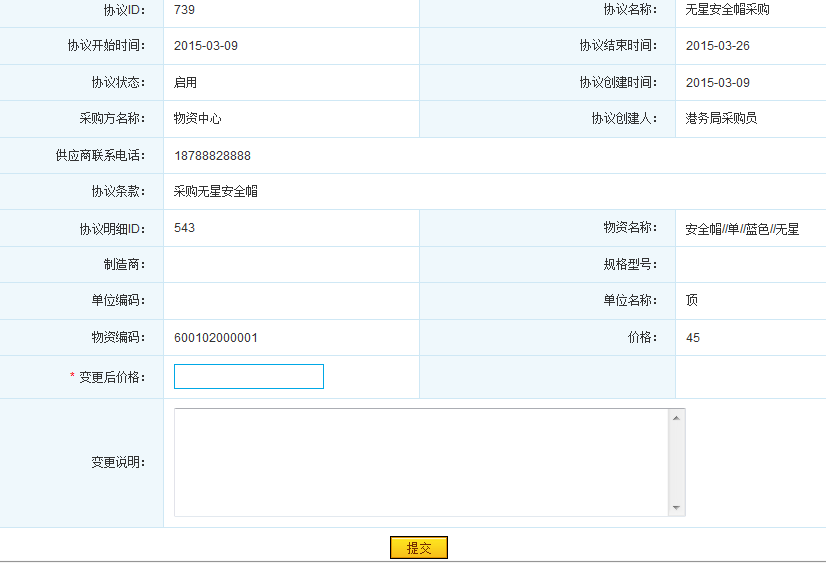 协议ID： 739 协议名称： 无星安全帽采购
协议开始时间： 2015-03-09 协议结束时间： 2015-03-26
协议状态： 启用 协议创建时间： 2015-03-09
采购方名称： 物资中心 协议创建人： 港务局采购员
供应商联系电话： 18788828888
协议条款： 采购无星安全帽
协议明细ID： 543 物资名称： 安全帽//单//蓝色//无星
制造商： 规格型号：
单位编码： 单位名称： 顶
物资编码： 600102000001 价格： 45
* 变更后价格：
变更说明：
提交